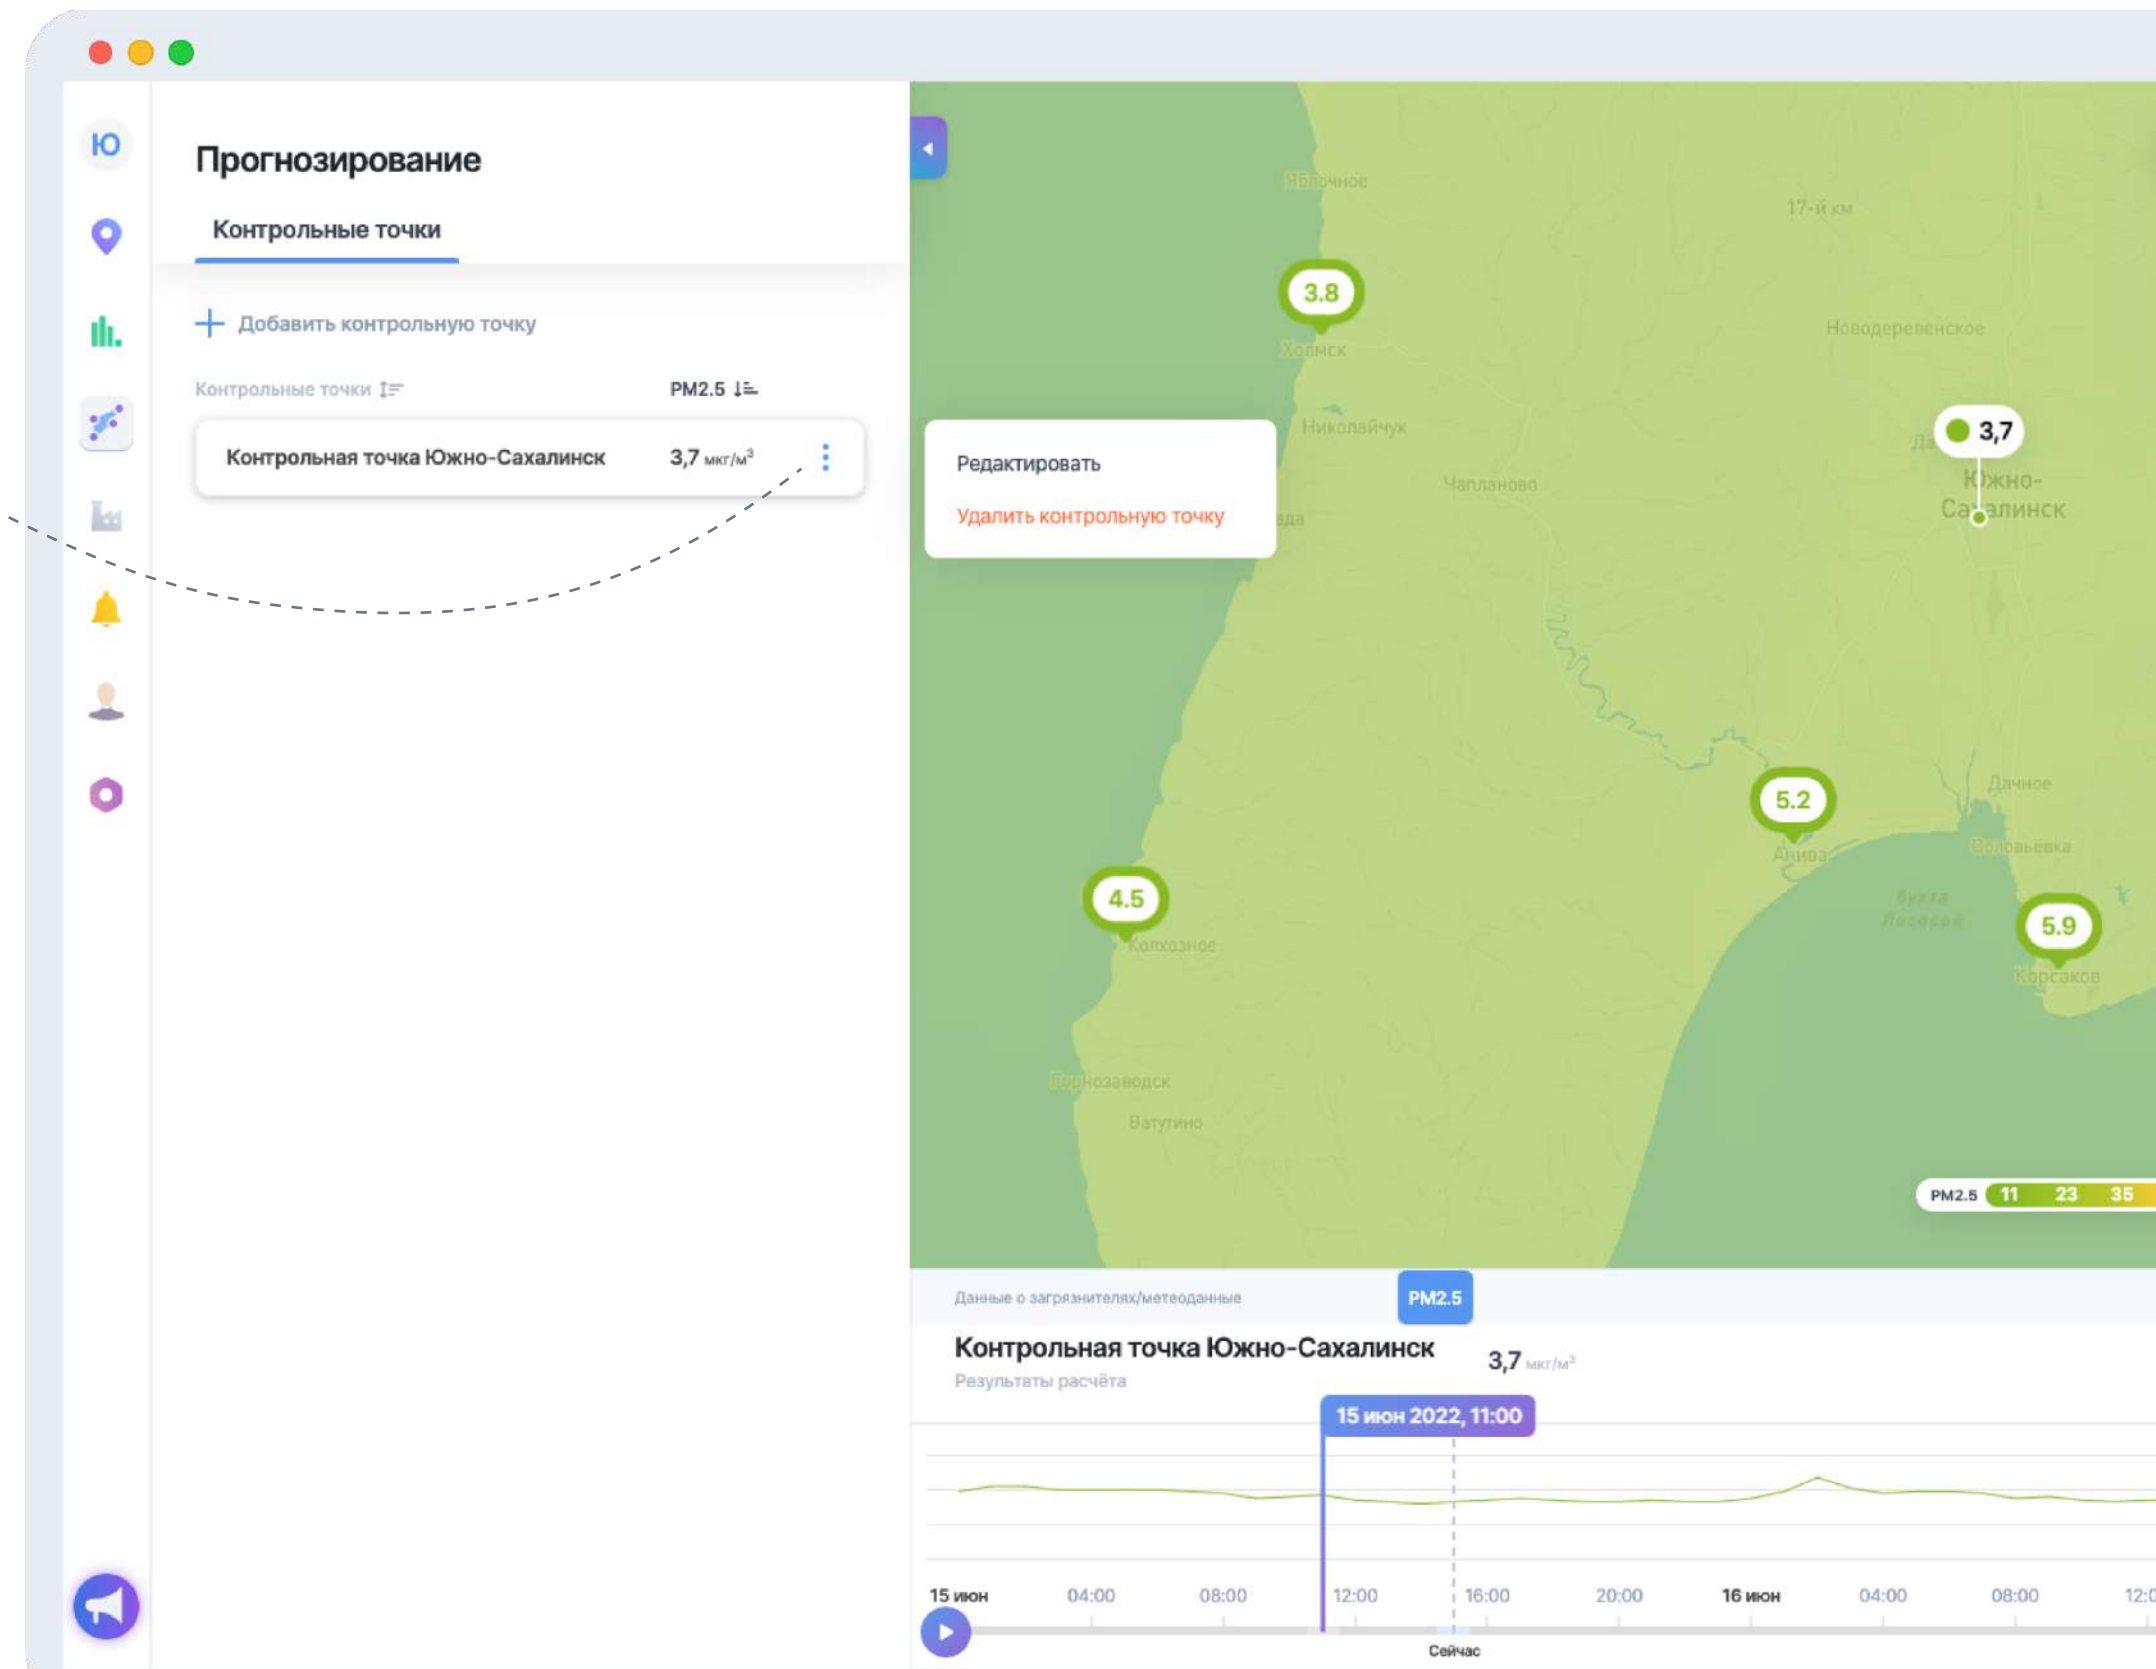 Ю
Прогнозирование
Контрольные точки
Добавить контрольную точку
Контрольные точки
PM2.5
Контрольная точка Южно-Сахалинск
3,7 мкг/м³
Редактировать
Удалить контрольную точку
Яблочное
17-й км
3.8
Холмск
Новодеревенское
Николайчук
3,7
Чапланово
Южно-
Сахалинск
5.2
Дачное
Анива
Соловьёвка
4.5
бухта
Лососей
5.9
Колхозное
Корсаков
Горнозаводск
Ватутино
PM2.5 11 23 35
Данные о загрязнителях/метеоданные
PM2.5
Контрольная точка Южно-Сахалинск
3,7 мкг/м³
Результаты расчёта
15 июн 2022, 11:00
15 июн 04:00 08:00 12:00 16:00 20:00 16 июн 04:00 08:00
Сейчас